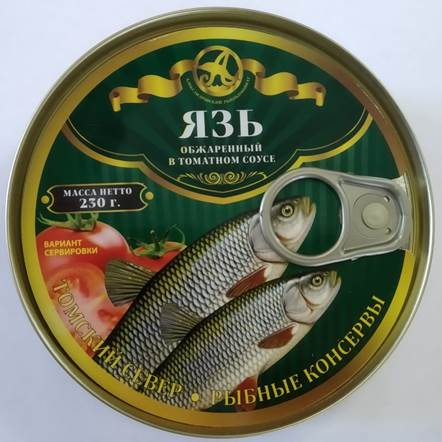 ЯЗЬ
ОБЖАРЕННЫЙ
В ТОМАТНОМ СОУСЕ
МАССА НЕТТО
230 г.
ВАРИАНТ
СЕРВИРОВКИ
ТОМСКИЙ СЕВЕР • РЫБНЫЕ КОНСЕРВЫ